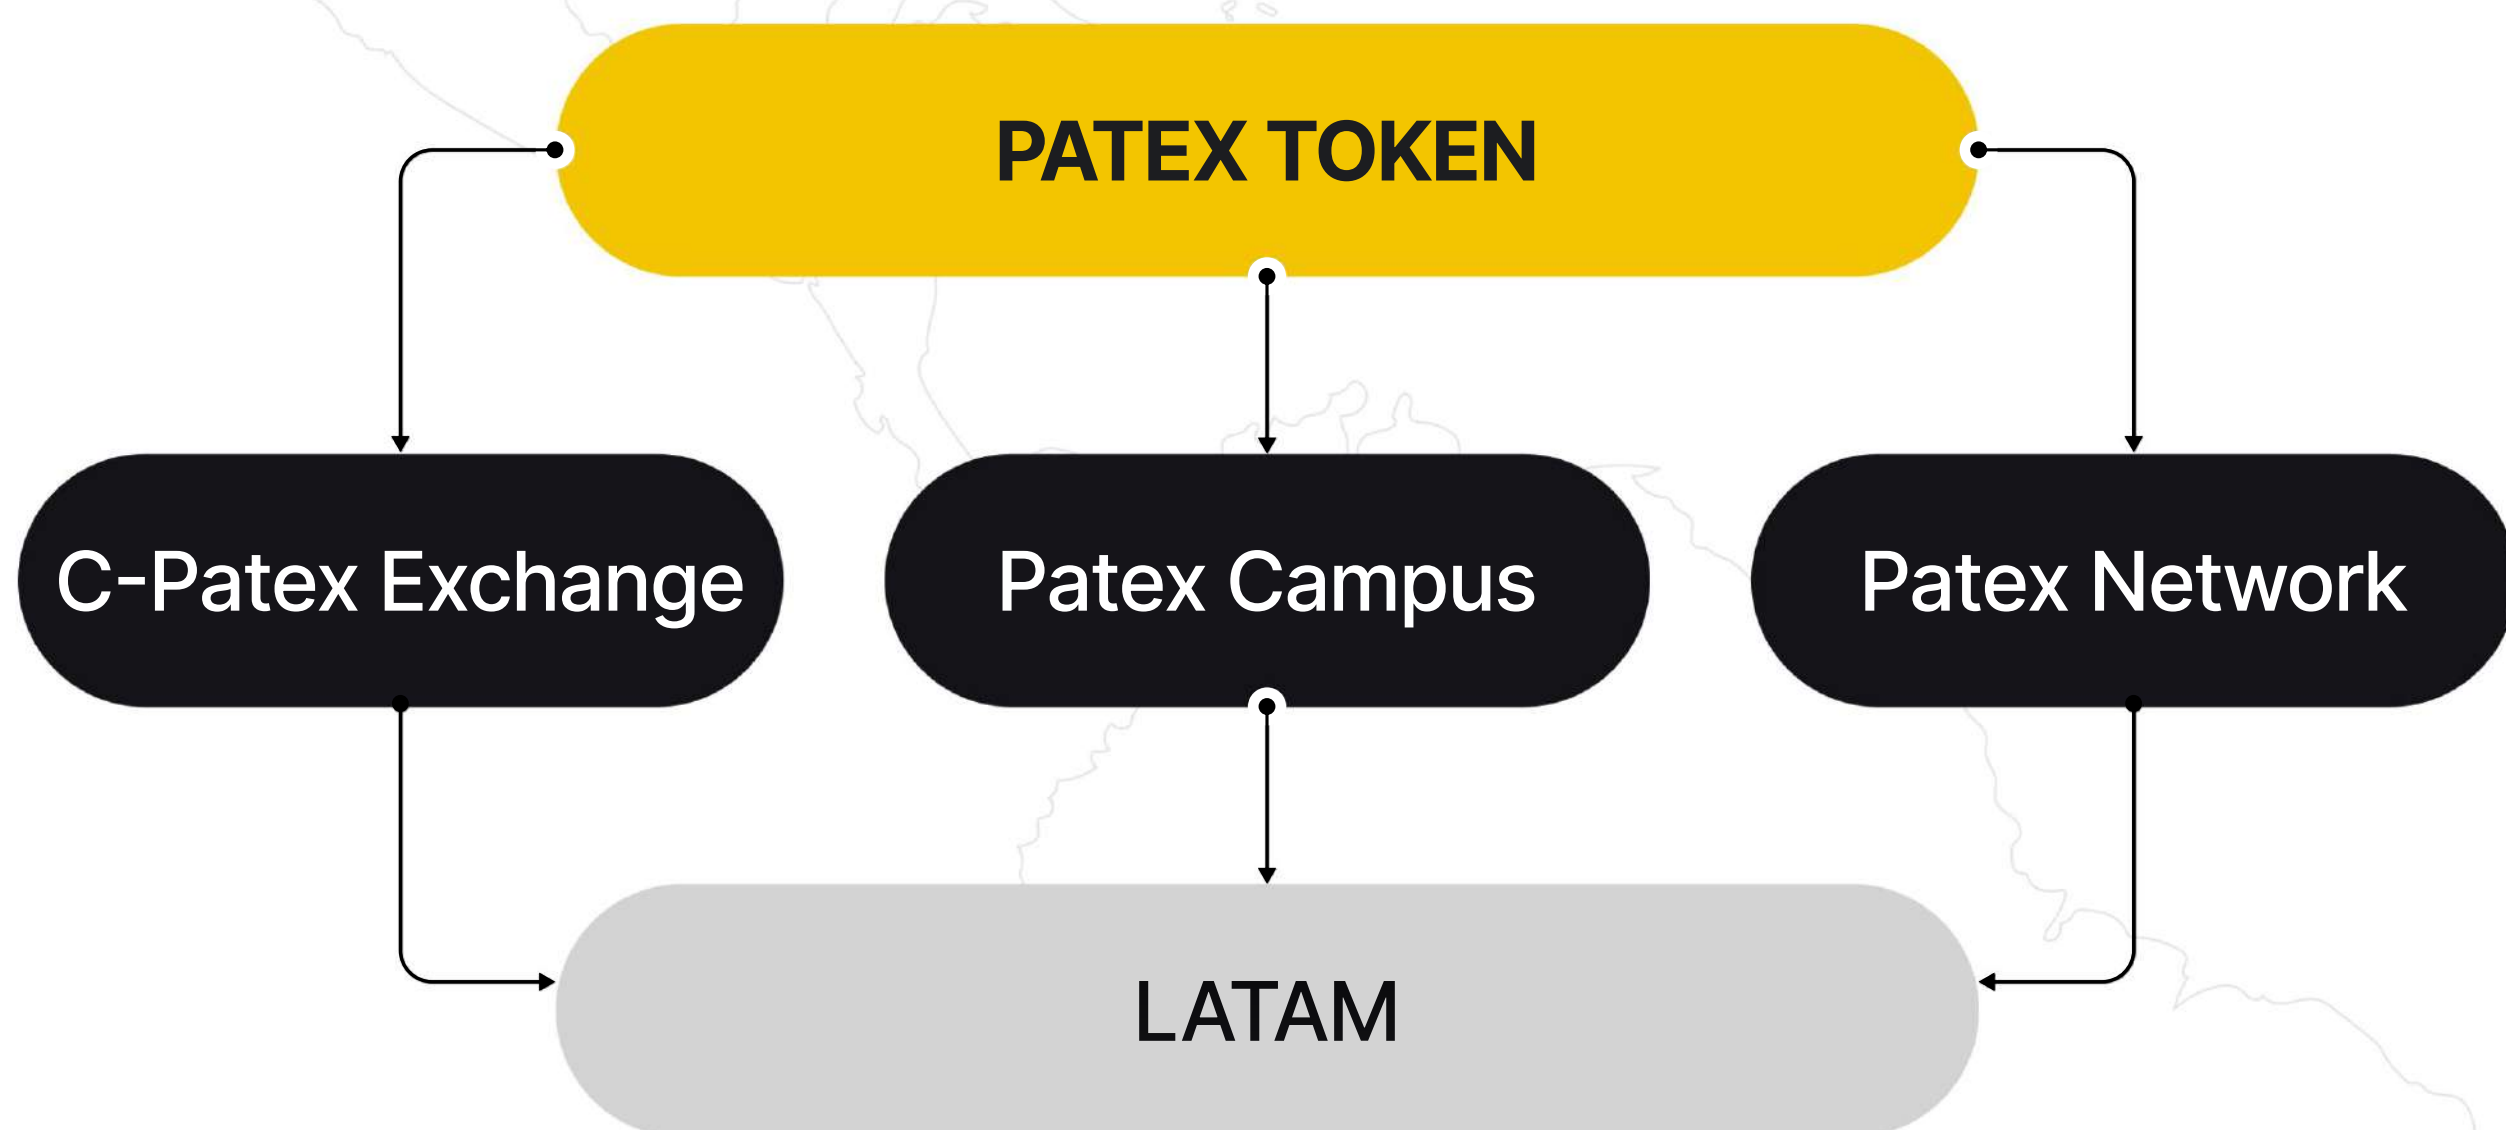 PATEX TOKEN
C-Patex Exchange
Patex Campus
Patex Network
LATAM